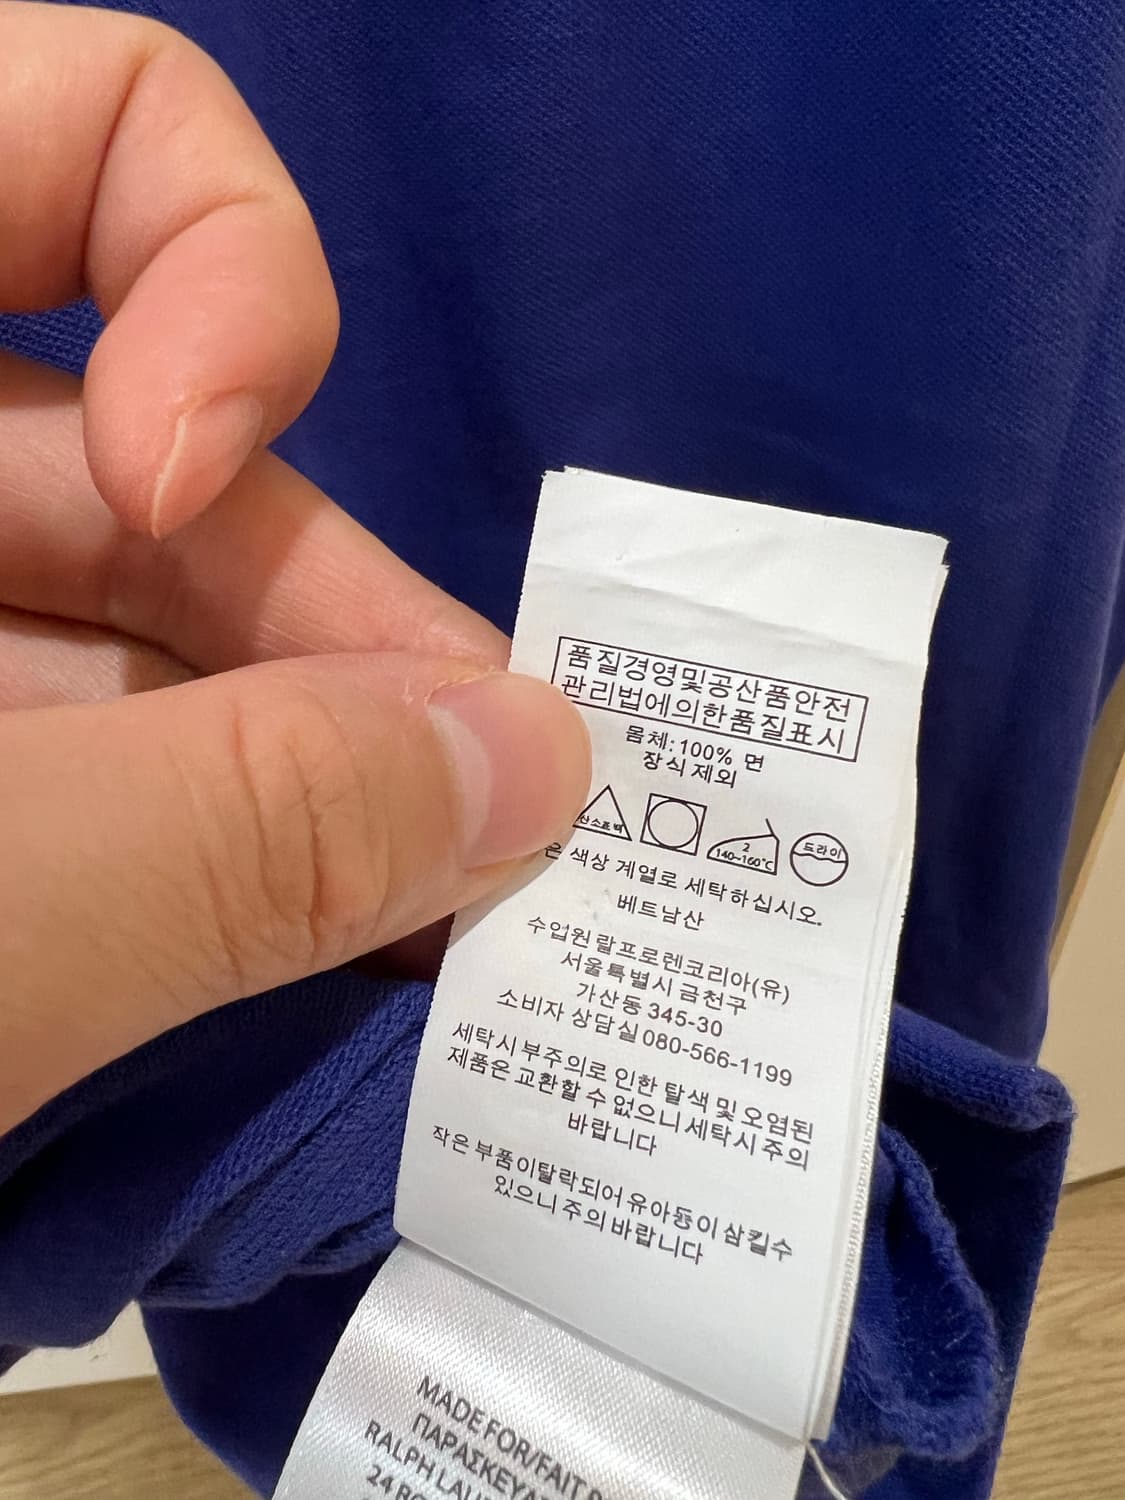 품질경영및공산품안전
관리법에의한품질표시
몸체:100% 면
장식제외
산소표백
2
140~160℃
드라이
은 색상 계열로 세탁하십시오.
베트남산
수입원 랄프로렌코리아(유)
서울특별시 금천구
가산동 345-30
소비자 상담실 080-566-1199
세탁시 부주의로 인한 탈색 및 오염된
제품은 교환할 수 없으니 세탁시 주의
바랍니다
작은 부품이탈락되어 유아동이 삼킬수
있으니 주의 바랍니다
MADE FOR/FAIT
ΠΑΡΑΣΚΕΥΑ
RALPH LAU
24